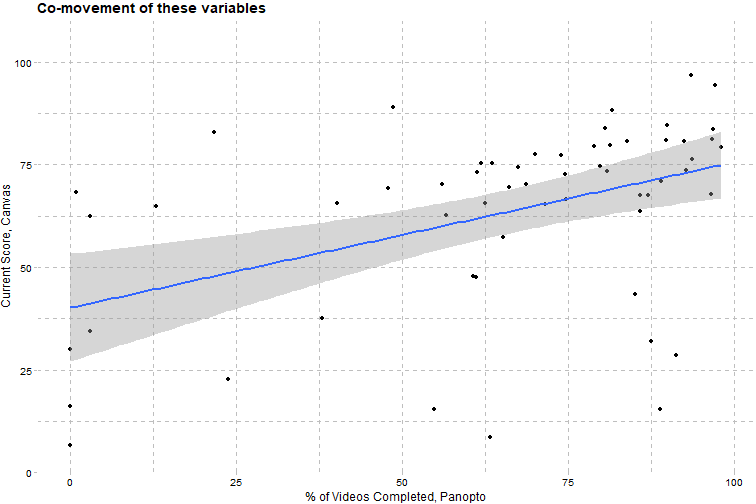 Co-movement of these variables
100
75
50
25
0
Current Score, Canvas
0 25 50 75 100
% of Videos Completed, Panopto